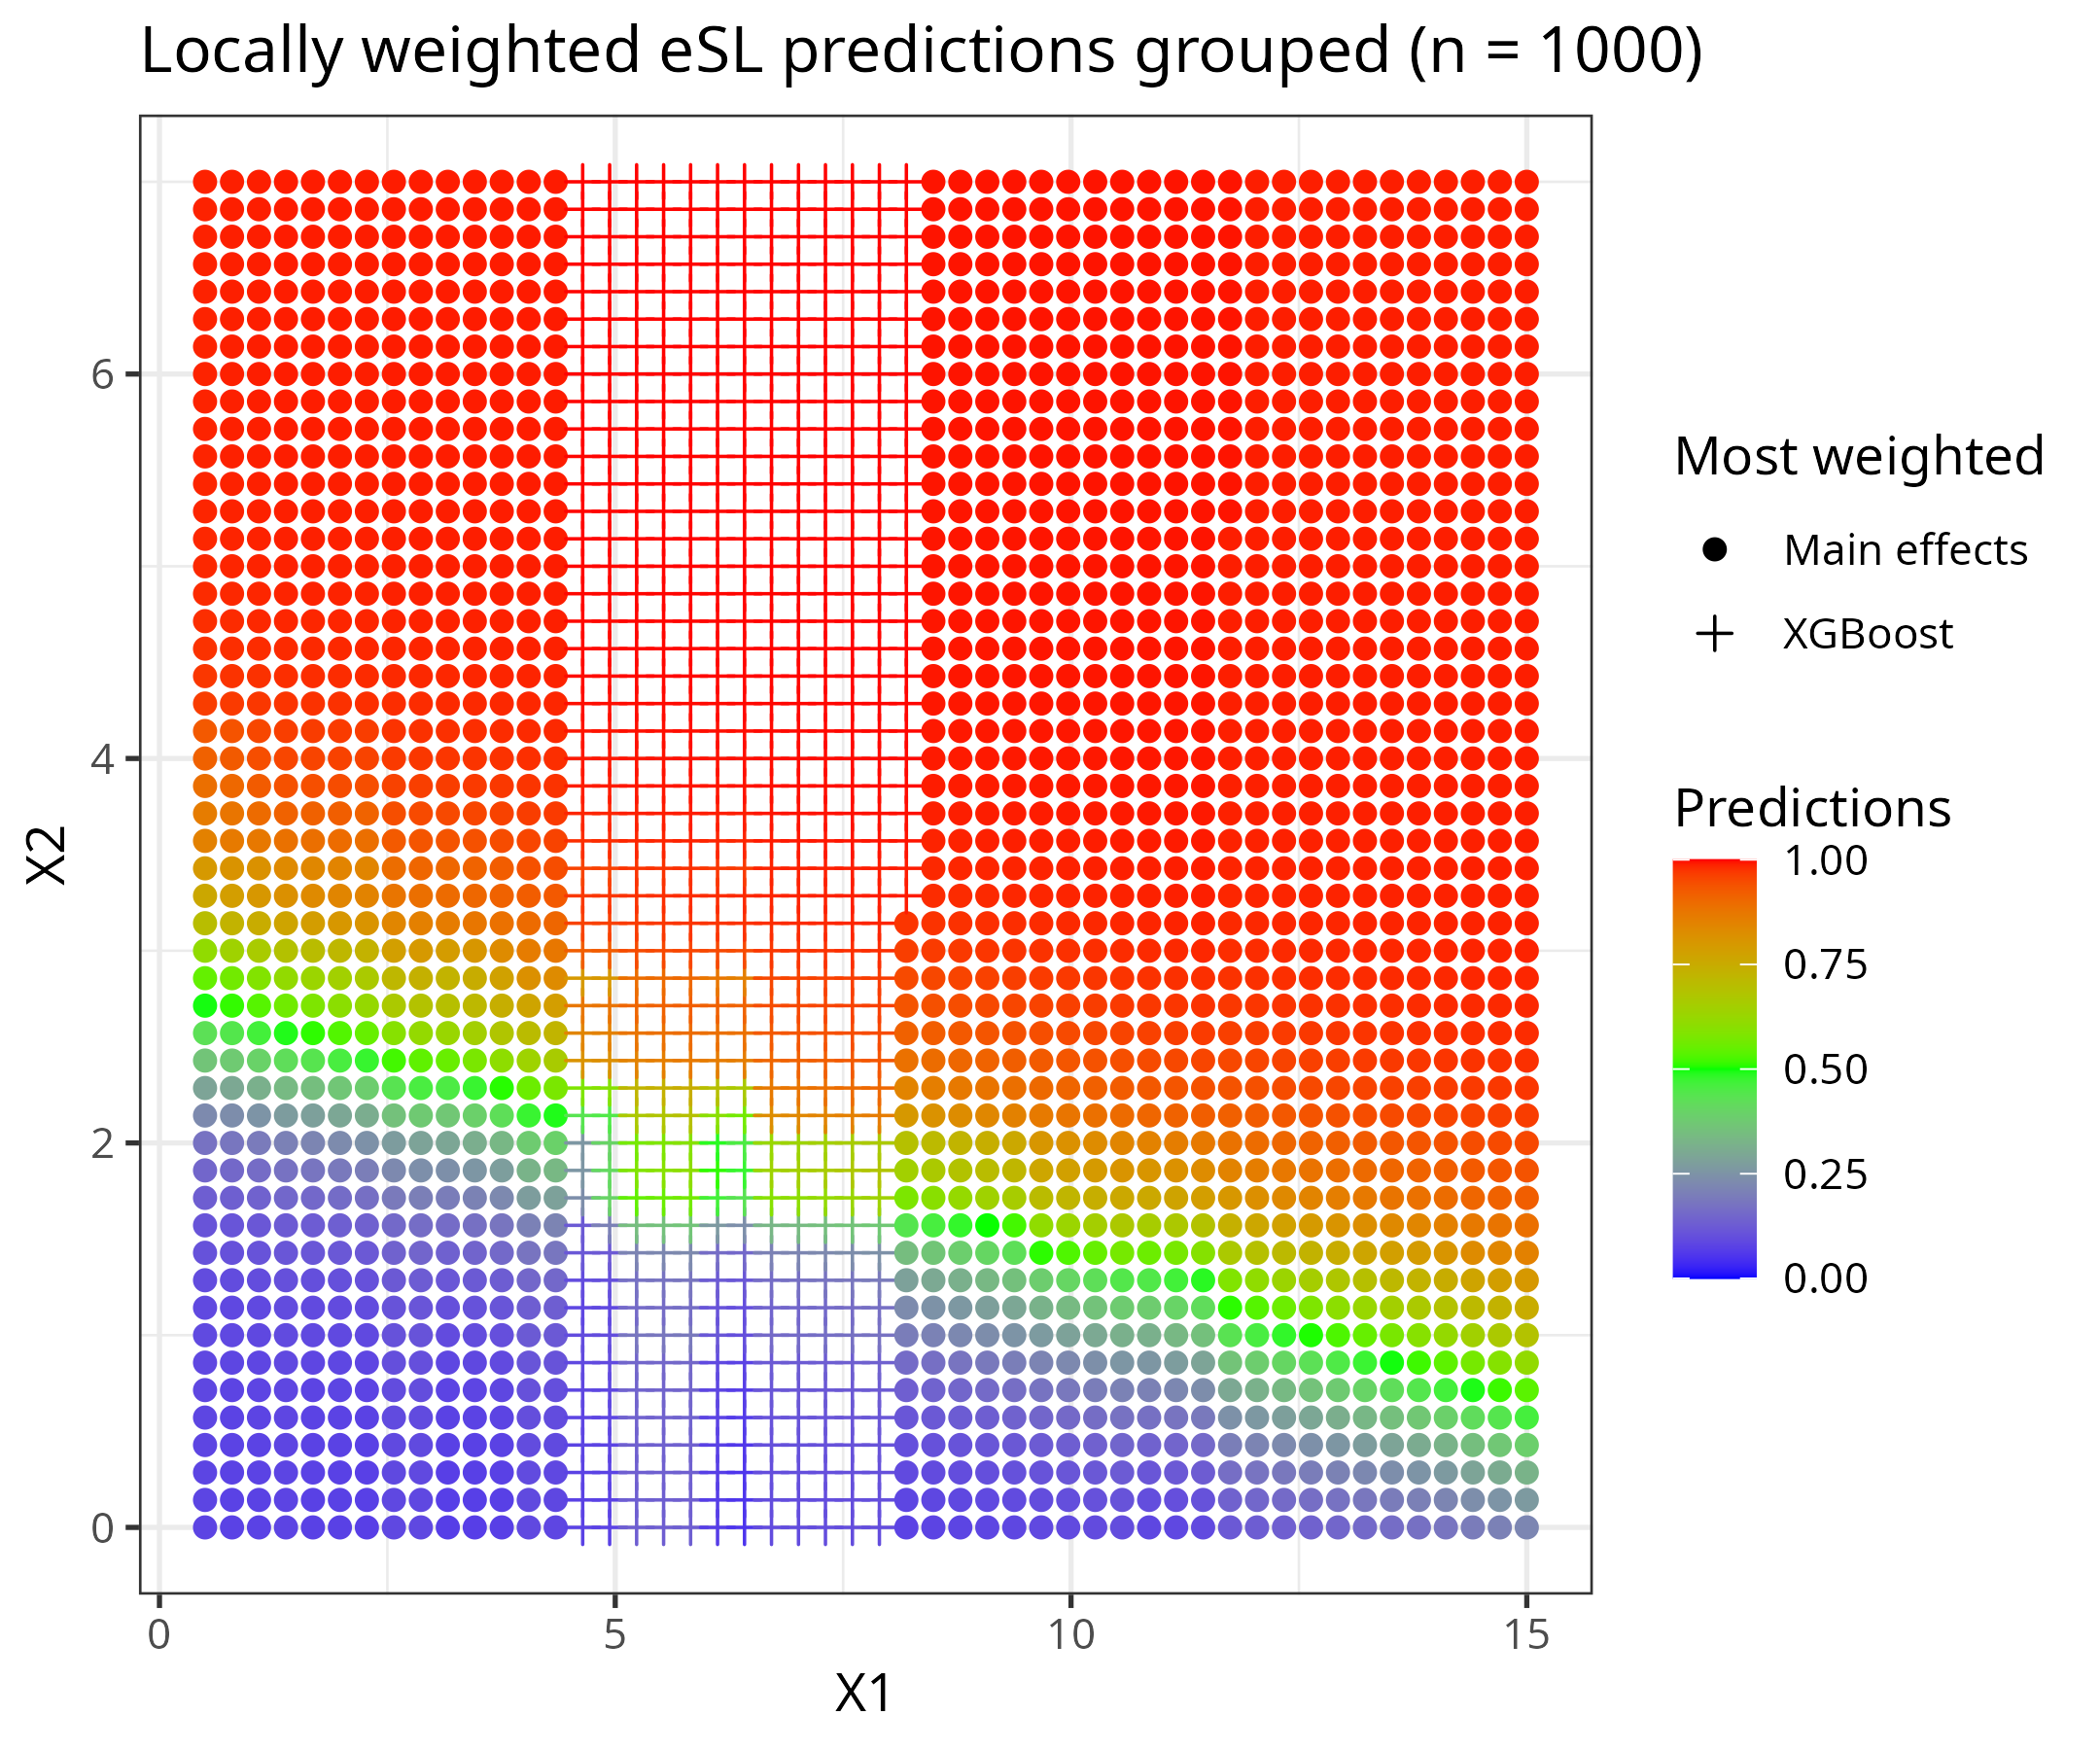 Locally weighted eSL predictions grouped (n = 1000)
6
4
2
0
X2
0 5 10 15
X1
Most weighted
Main effects
XGBoost
Predictions
1.00
0.75
0.50
0.25
0.00